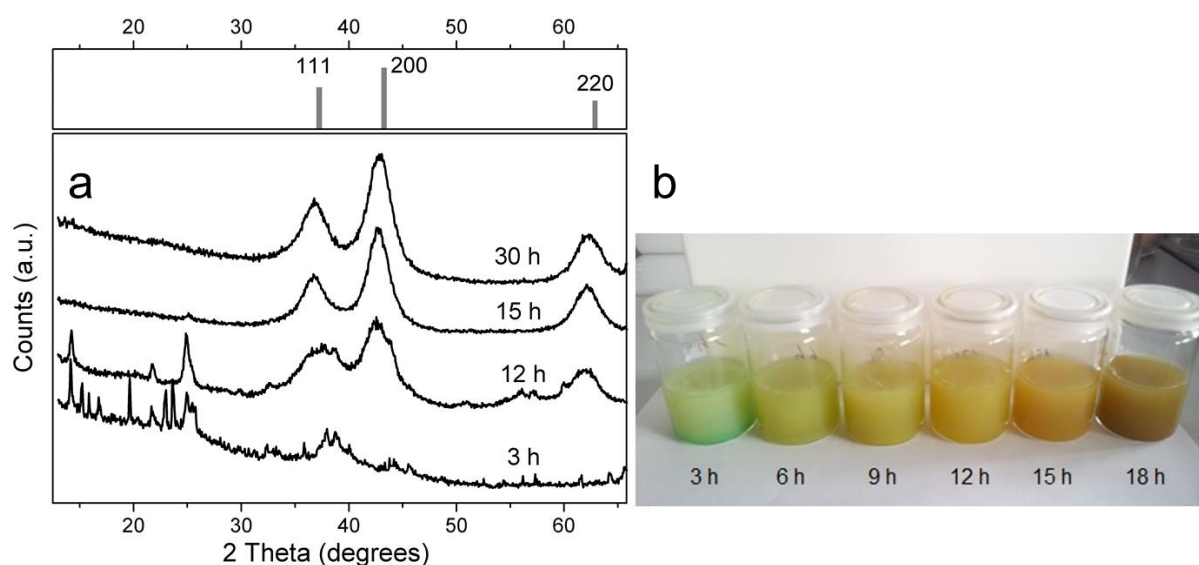 20 30 40 50 60
111
200
220
a
30 h
15 h
12 h
3 h
Counts (a.u.)
20 30 40 50 60
2 Theta (degrees)
b
3 h 6 h 9 h 12 h 15 h 18 h